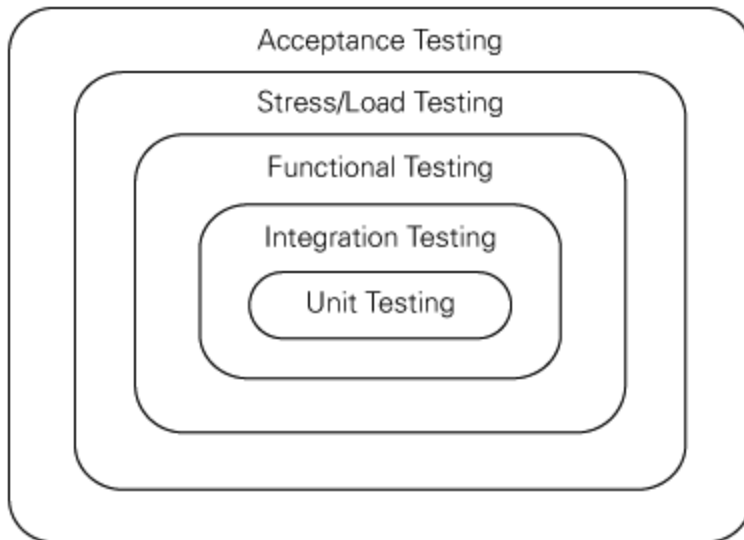 Acceptance Testing
Stress/Load Testing
Functional Testing
Integration Testing
Unit Testing